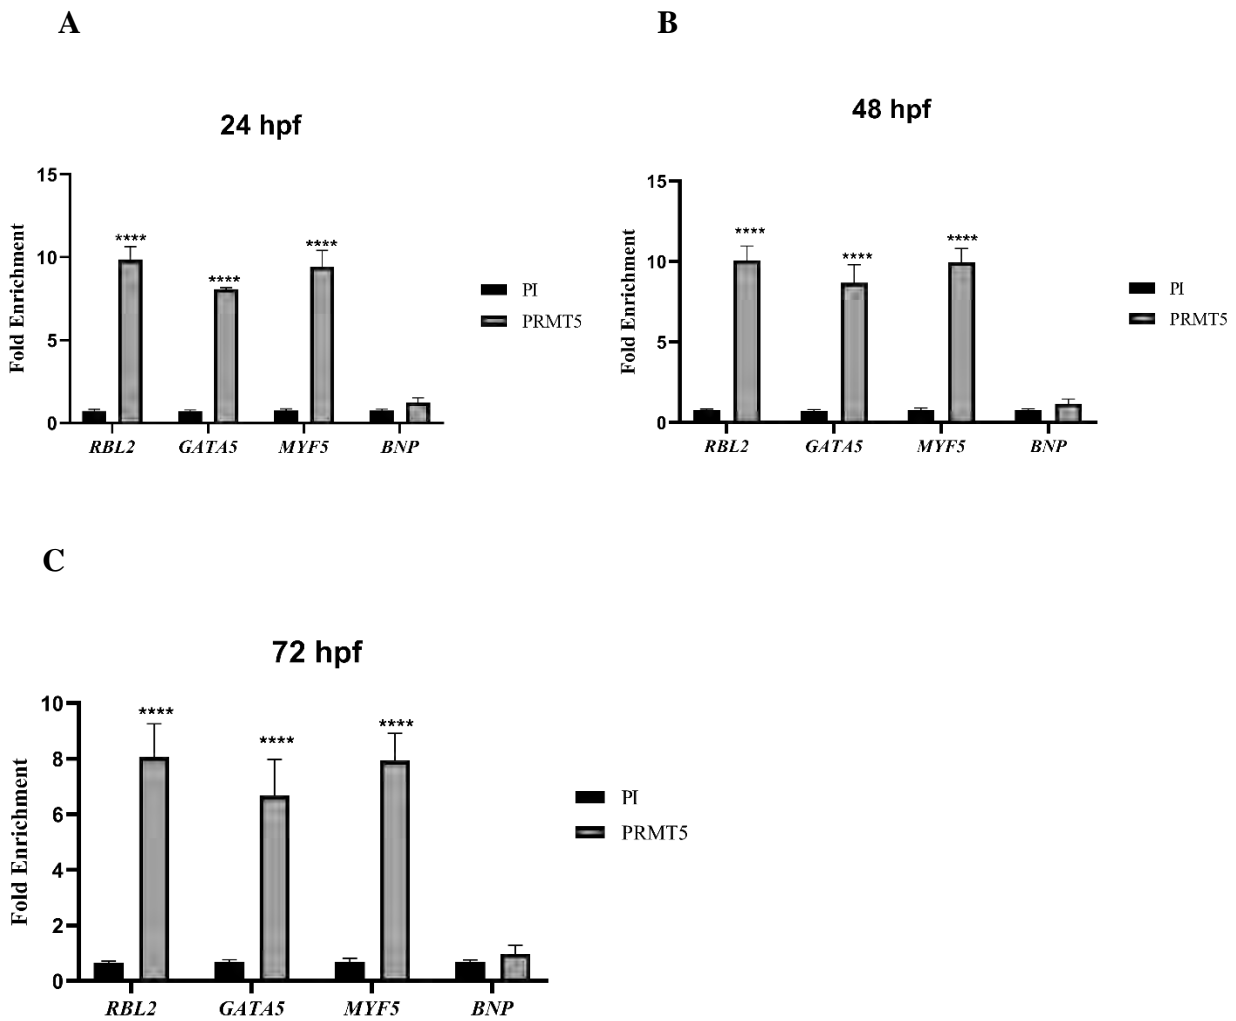 A
24 hpf
Fold Enrichment
15
10
5
0
****
****
****
RBL2 GATA5 MYF5 BNP
PI
PRMT5
B
48 hpf
Fold Enrichment
15
10
5
0
****
****
****
RBL2 GATA5 MYF5 BNP
PI
PRMT5
C
72 hpf
Fold Enrichment
10
8
6
4
2
0
****
****
****
RBL2 GATA5 MYF5 BNP
PI
PRMT5